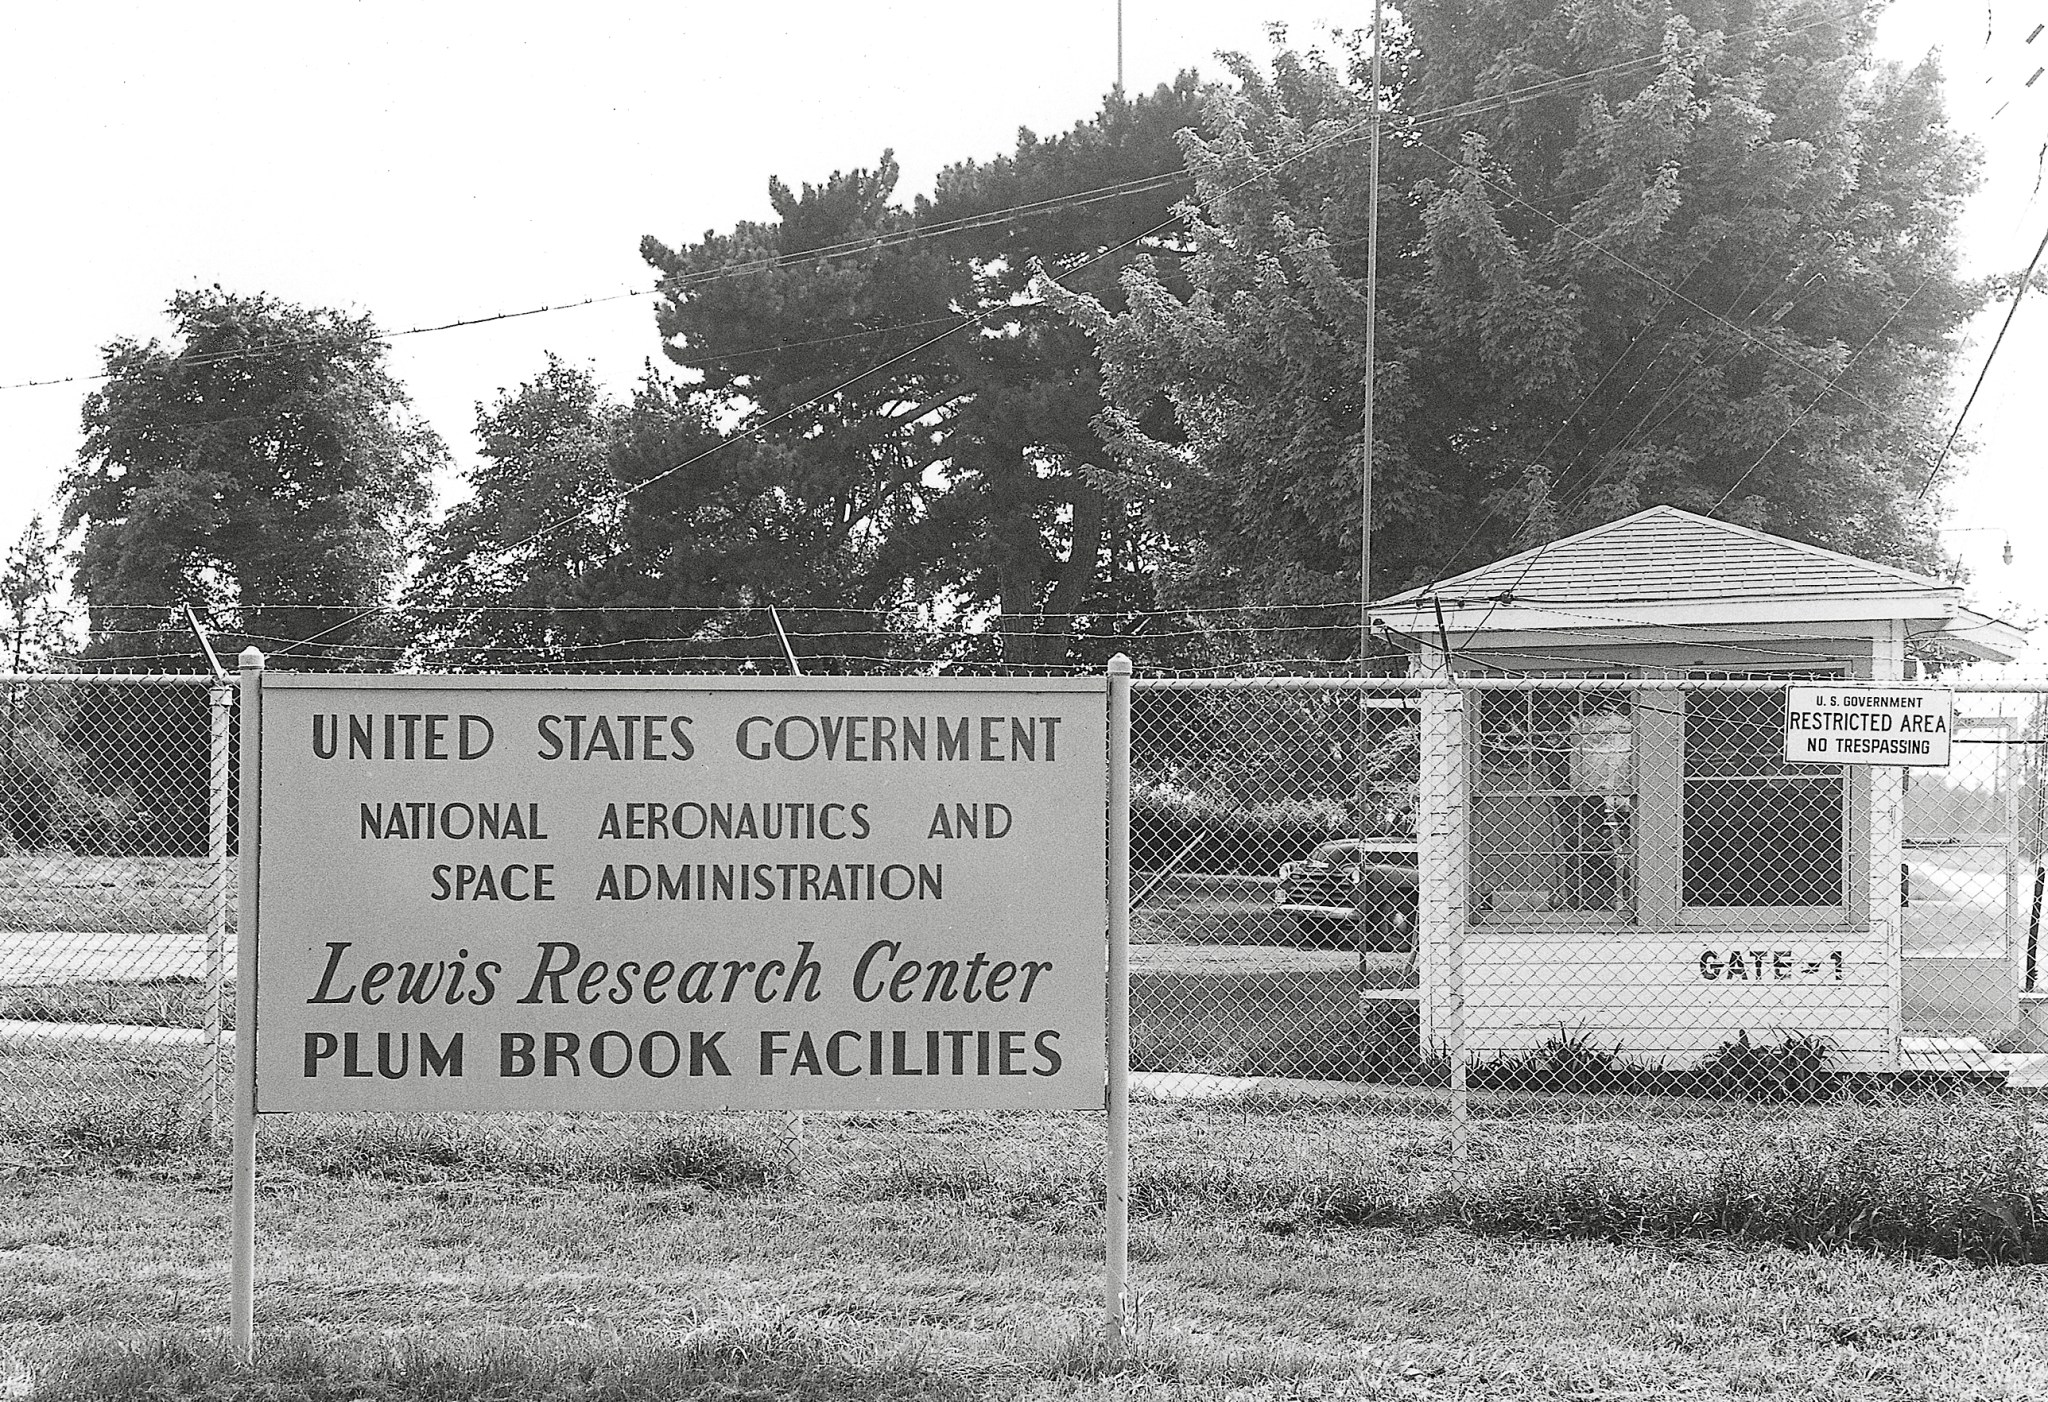 UNITED STATES GOVERNMENT
NATIONAL AERONAUTICS AND
SPACE ADMINISTRATION
Lewis Research Center
PLUM BROOK FACILITIES
U. S. GOVERNMENT
RESTRICTED AREA
NO TRESPASSING
GATE-1